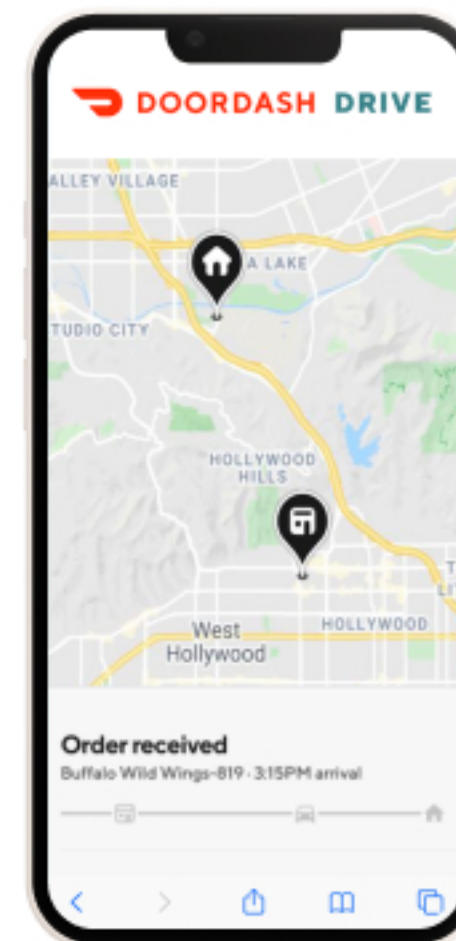 DOORDASH DRIVE
ALLEY VILLAGE
A LAKE
TUDIO CITY
HOLLYWOOD
HILLS
West
Hollywood
HOLLYWOOD
T
LIT
Order received
Buffalo Wild Wings-819 · 3:15PM arrival